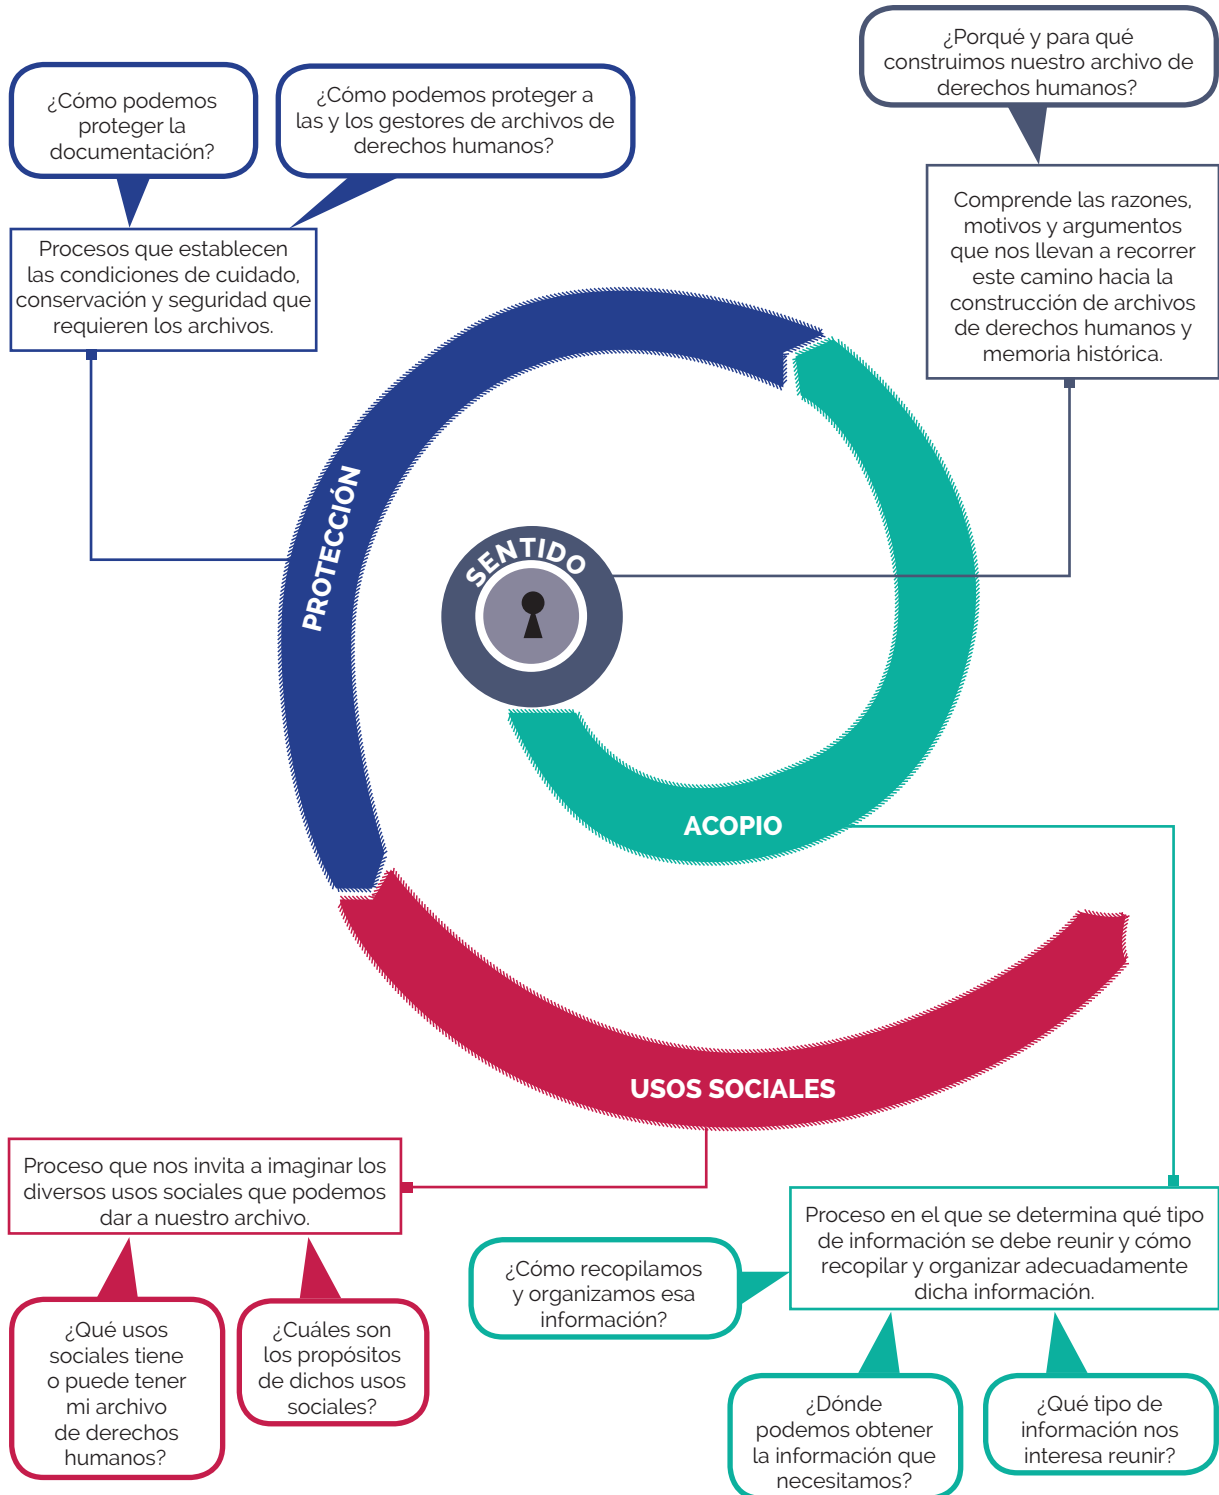 ¿Cómo podemos
proteger la
documentación?
¿Cómo podemos proteger a
las y los gestores de archivos de
derechos humanos?
¿Porqué y para qué
construimos nuestro archivo de
derechos humanos?
Procesos que establecen
las condiciones de cuidado,
conservación y seguridad que
requieren los archivos.
Comprende las razones,
motivos y argumentos
que nos llevan a recorrer
este camino hacia la
construcción de archivos
de derechos humanos y
memoria histórica.
PROTECCIÓN
SENTIDO
ACOPIO
USOS SOCIALES
Proceso que nos invita a imaginar los
diversos usos sociales que podemos
dar a nuestro archivo.
¿Qué usos
sociales tiene
o puede tener
mi archivo
de derechos
humanos?
¿Cuáles son
los propósitos
de dichos usos
sociales?
Proceso en el que se determina qué tipo
de información se debe reunir y cómo
recopilar y organizar adecuadamente
dicha información.
¿Cómo recopilamos
y organizamos esa
información?
¿Dónde
podemos obtener
la información que
necesitamos?
¿Qué tipo de
información nos
interesa reunir?